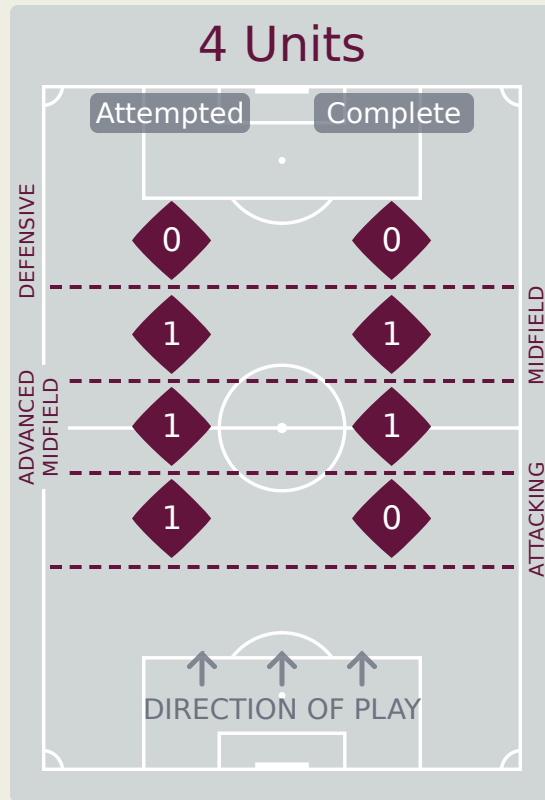 4 Units
Attempted
Complete
DEFENSIVE
0
0
MIDFIELD
1
1
ADVANCED
MIDFIELD
1
1
ATTACKING
1
0
DIRECTION OF PLAY